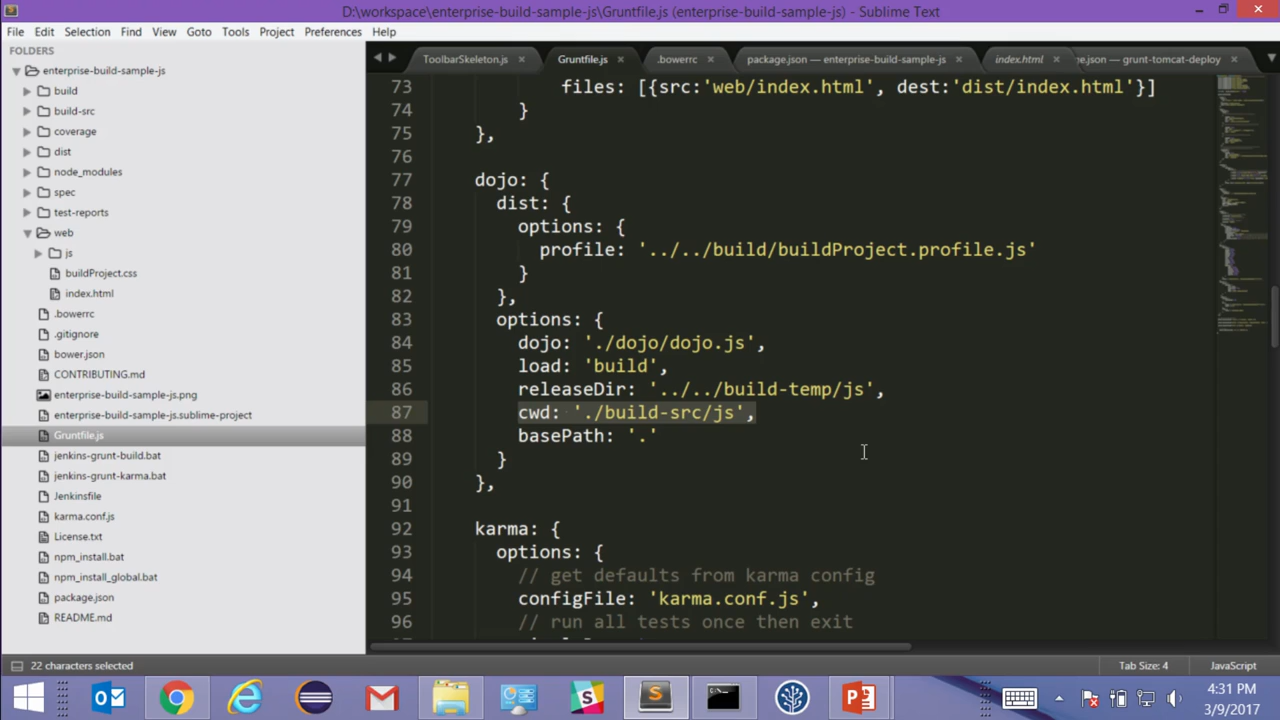 D:\workspace\enterprise-build-sample-js\Gruntfile.js (enterprise-build-sample-js) - Sublime Text
File Edit Selection Find View Goto Tools Project Preferences Help
FOLDERS
enterprise-build-sample-js
build
build-src
coverage
dist
node_modules
spec
test-reports
web
js
buildProject.css
index.html
.bowerrc
.gitignore
bower.json
CONTRIBUTING.md
enterprise-build-sample-js.png
enterprise-build-sample-js.sublime-project
Gruntfile.js
jenkins-grunt-build.bat
jenkins-grunt-karma.bat
Jenkinsfile
karma.conf.js
License.txt
npm_install.bat
npm_install_global.bat
package.json
README.md
ToolbarSkeleton.js Gruntfile.js .bowerrc package.json — enterprise-build-sample-js index.html e.json — grunt-tomcat-deploy
73 files: [{src:'web/index.html', dest:'dist/index.html'}]
74 }
75 },
76
77 dojo: {
78 dist: {
79 options: {
80 profile: '../../build/buildProject.profile.js'
81 }
82 },
83 options: {
84 dojo: './dojo/dojo.js',
85 load: 'build',
86 releaseDir: '../../build-temp/js',
87 cwd: './build-src/js',
88 basePath: '.'
89 }
90 },
91
92 karma: {
93 options: {
94 // get defaults from karma config
95 configFile: 'karma.conf.js',
96 // run all tests once then exit
22 characters selected
Tab Size: 4 JavaScript
4:31 PM
3/9/2017